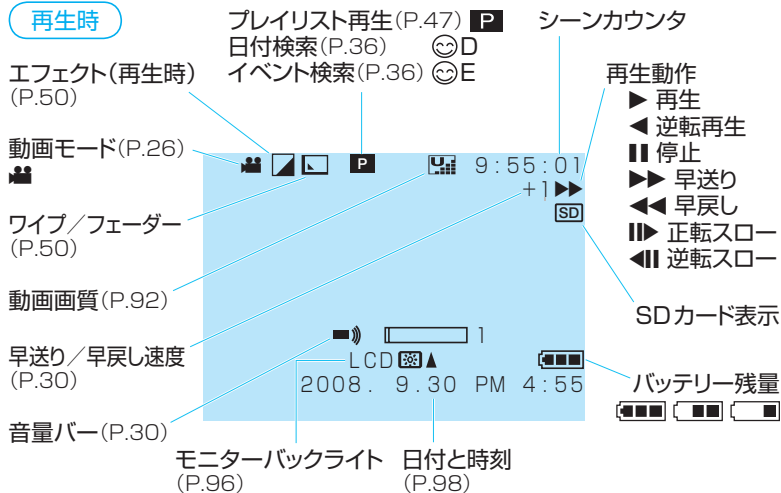 再生時
プレイリスト再生(P.47) P
日付検索(P.36) D
イベント検索(P.36) E
シーンカウンタ
エフェクト(再生時)
(P.50)
動画モード(P.26)
ワイプ/フェーダー
(P.50)
動画画質(P.92)
早送り/早戻し速度
(P.30)
音量バー(P.30)
P U 9:55:01
+1
SD
1
LCD
2008. 9.30 PM 4:55
再生動作
再生
逆転再生
停止
早送り
早戻し
正転スロー
逆転スロー
SDカード表示
バッテリー残量
モニターバックライト
(P.96)
日付と時刻
(P.98)